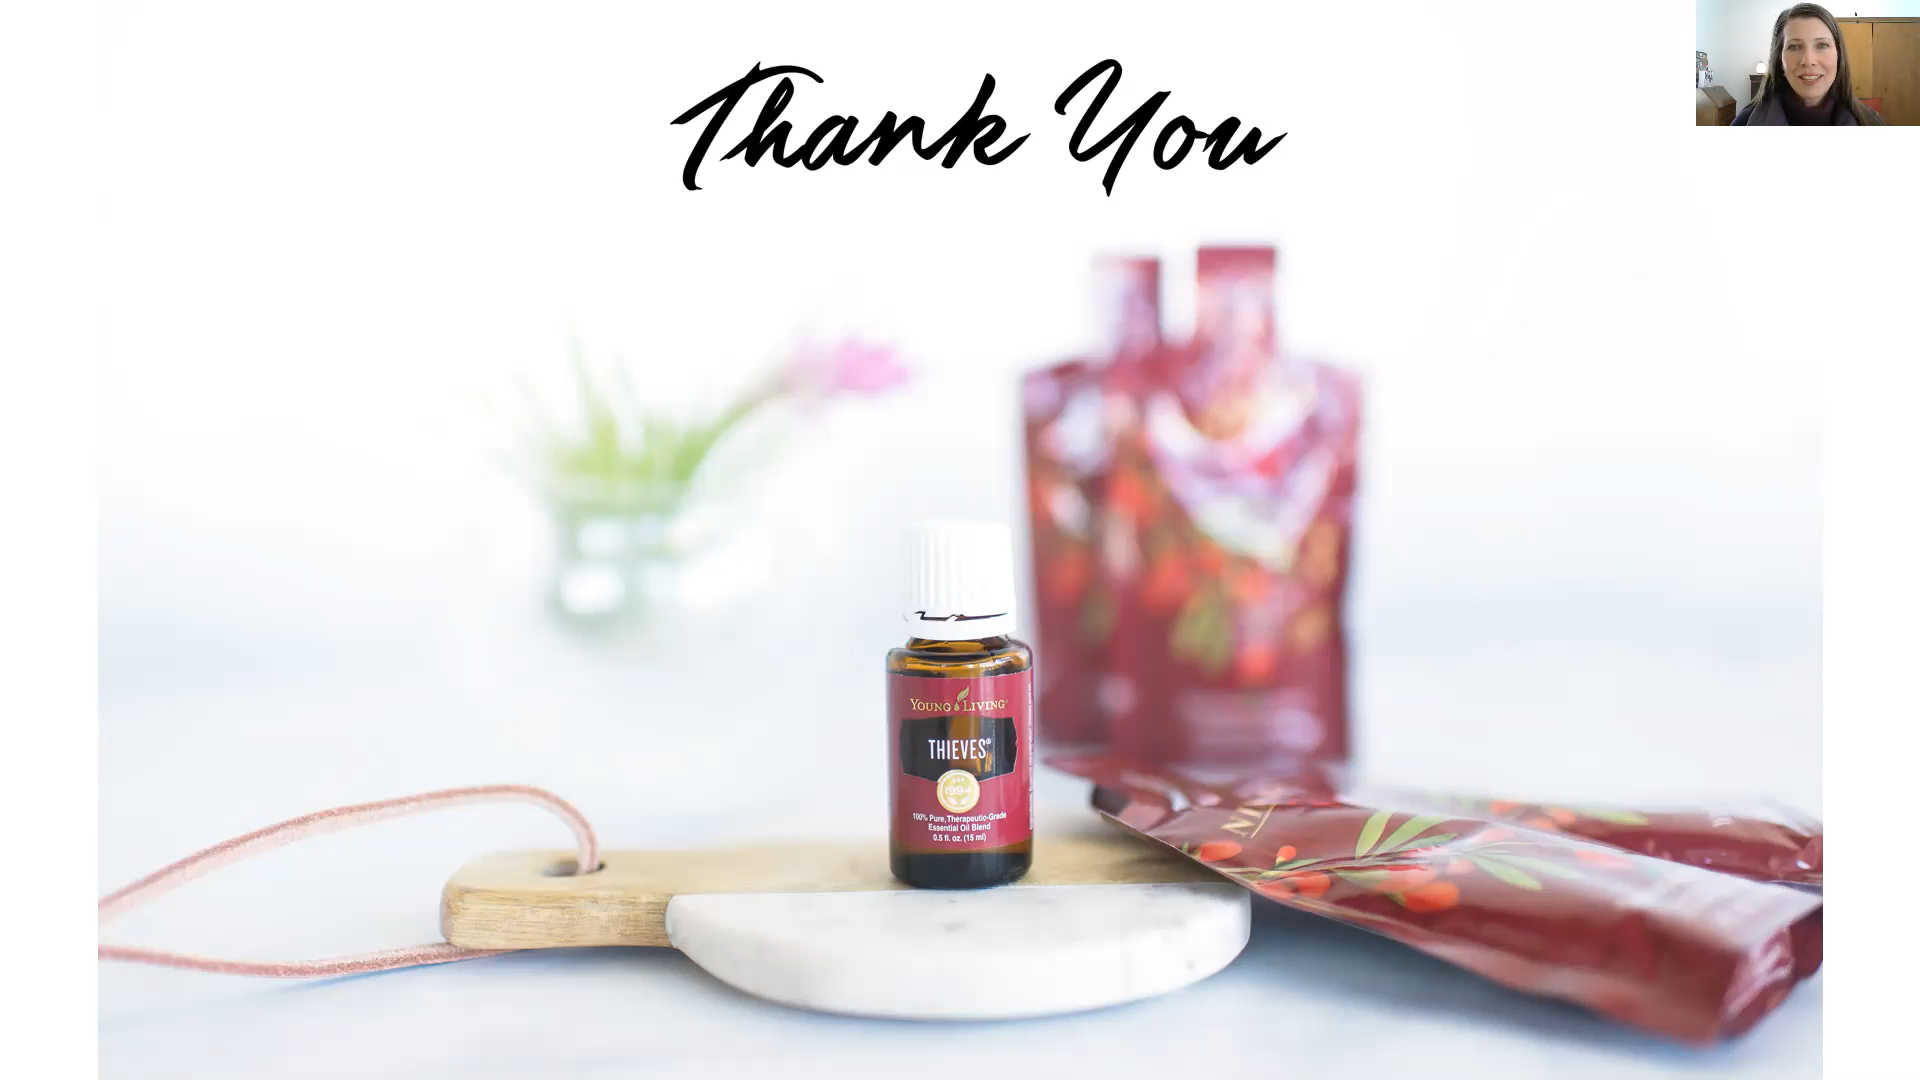 Thank You
YOUNG LIVING
THIEVES®
1994
100% Pure, Therapeutic-Grade
Essential Oil Blend
0.5 fl. oz. (15 ml)
NIN